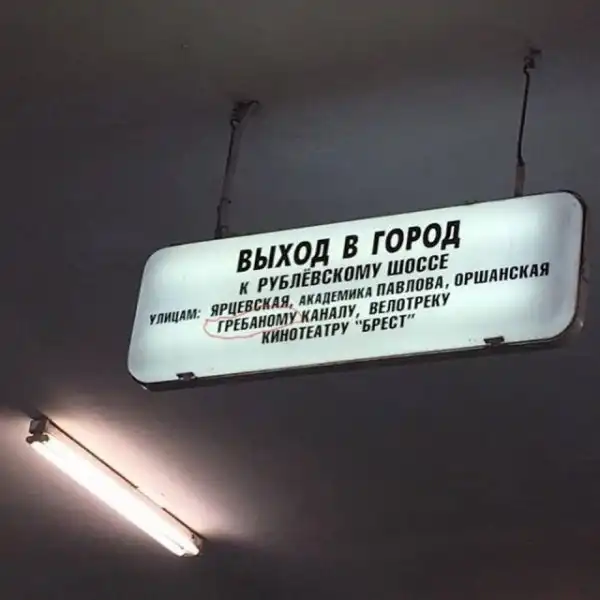 ВЫХОД В ГОРОД
К РУБЛЁВСКОМУ ШОССЕ
УЛИЦАМ: ЯРЦЕВСКАЯ, АКАДЕМИКА ПАВЛОВА, ОРШАНСКАЯ
ГРЕБАНОМУ КАНАЛУ, ВЕЛОТРЕКУ
КИНОТЕАТРУ "БРЕСТ"